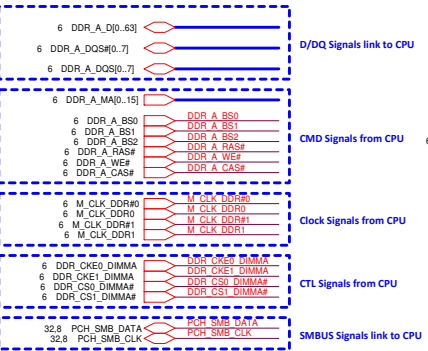 6 DDR_A_D[0..63]
6 DDR_A_DQS#[0..7]
6 DDR_A_DQS[0..7]
D/DQ Signals link to CPU
6 DDR_A_MA[0..15]
6 DDR_A_BS0 DDR_A_BS0
6 DDR_A_BS1 DDR_A_BS1
6 DDR_A_BS2 DDR_A_BS2
6 DDR_A_RAS# DDR_A_RAS#
6 DDR_A_WE# DDR_A_WE#
6 DDR_A_CAS# DDR_A_CAS#
CMD Signals from CPU
6 M_CLK_DDR#0 M_CLK_DDR#0
6 M_CLK_DDR0 M_CLK_DDR0
6 M_CLK_DDR#1 M_CLK_DDR#1
6 M_CLK_DDR1 M_CLK_DDR1
Clock Signals from CPU
6 DDR_CKE0_DIMMA DDR_CKE0_DIMMA
6 DDR_CKE1_DIMMA DDR_CKE1_DIMMA
6 DDR_CS0_DIMMA# DDR_CS0_DIMMA#
6 DDR_CS1_DIMMA# DDR_CS1_DIMMA#
CTL Signals from CPU
32,8 PCH_SMB_DATA PCH_SMB_DATA
32,8 PCH_SMB_CLK PCH_SMB_CLK
SMBUS Signals link to CPU